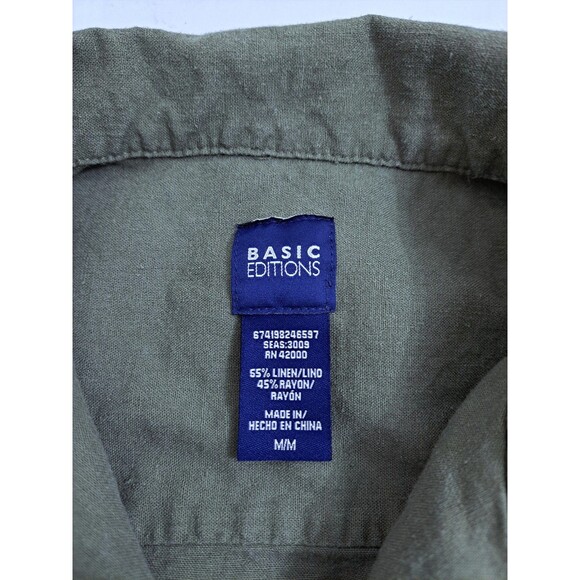 BASIC
EDITIONS
674198246597
SEAS:3009
RN 42000
55% LINEN/LINO
45% RAYON/
RAYÓN
MADE IN/
HECHO EN CHINA
M/M